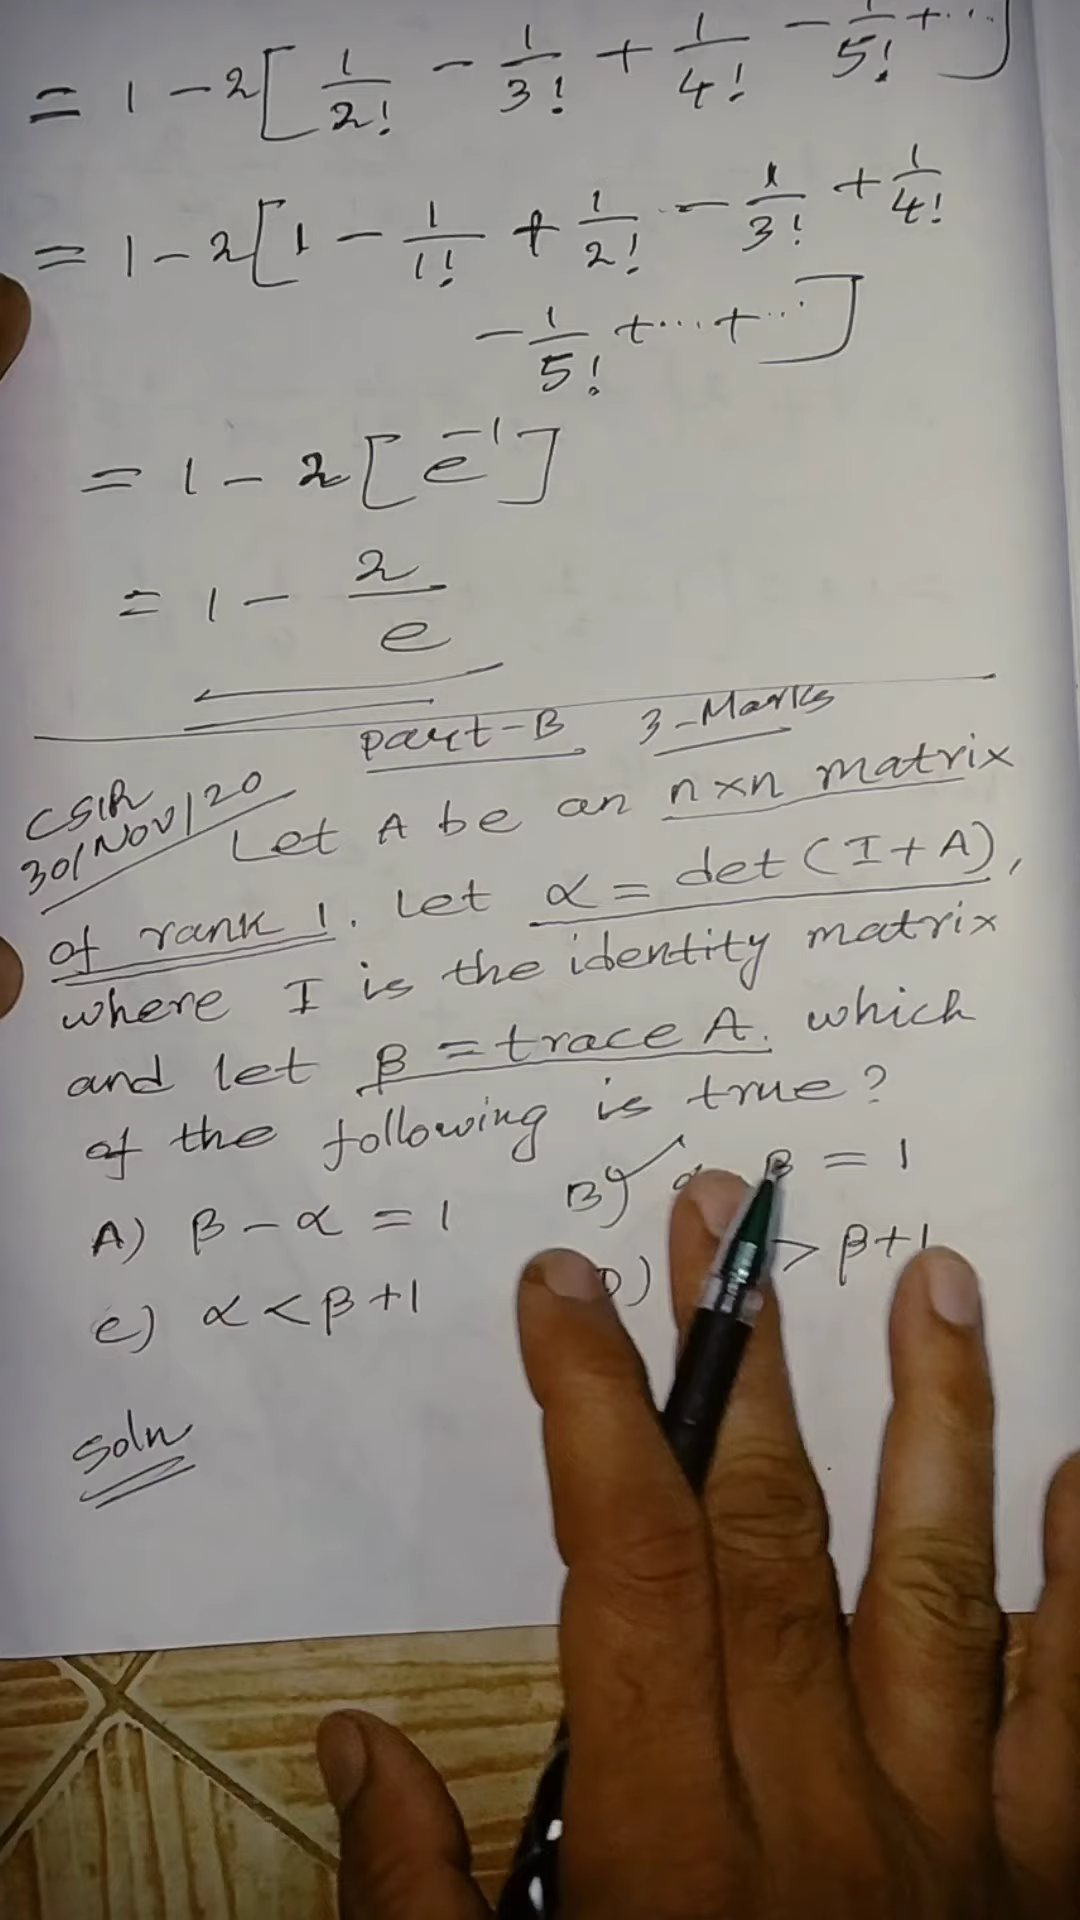 = 1 - 2[ 1/2! - 1/3! + 1/4! - 1/5! + ... ]
= 1 - 2[ 1 - 1/1! + 1/2! - 1/3! + 1/4!
- 1/5! + ... + ... ]
= 1 - 2[e⁻¹]
= 1 - 2/e
Part-B 3-Marks
CSIR
30/Nov/20
Let A be an n×n matrix
of rank 1. Let α = det(I+A),
where I is the identity matrix
and let β = trace A. which
of the following is true?
A) β - α = 1 B) β = 1
C) α < β+1 D) > β+1
Soln